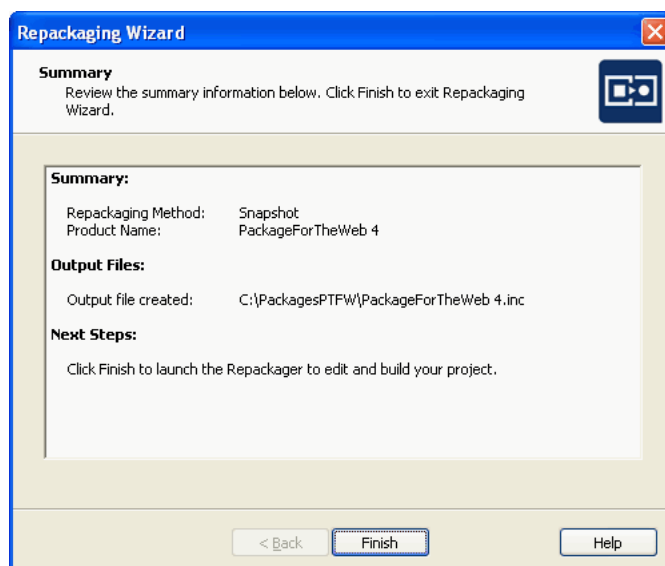 Repackaging Wizard
Summary
Review the summary information below. Click Finish to exit Repackaging
Wizard.
Summary:
Repackaging Method: Snapshot
Product Name: PackageForTheWeb 4
Output Files:
Output file created: C:\PackagesPTFW\PackageForTheWeb 4.inc
Next Steps:
Click Finish to launch the Repackager to edit and build your project.
< Back Finish Help